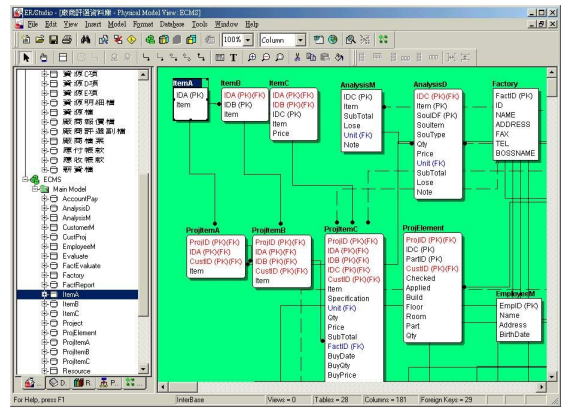 ER/Studio - [廠商評選資料庫 - Physical Model View: ECMS]
File Edit View Insert Model Format Database Tools Window Help
100% Column
資源C項
資源D項
資源明細檔
資源檔
廠商報價檔
廠商評選副檔
廠商檔案
應付帳款
應收帳款
薪資檔
ECMS
Main Model
AccountPay
AnalysisD
AnalysisM
CustomerM
CustProj
EmployeeM
Evaluate
FactEvaluate
Factory
FactReport
ItemA
ItemB
ItemC
Project
ProjElement
ProjItemA
ProjItemB
ProjItemC
Resource
D.
R.
P.
ItemA
IDA (PK)
Item
ItemB
IDA (PK)(FK)
IDB (PK)
Item
ItemC
IDA (PK)(FK)
IDB (PK)(FK)
IDC (PK)
Item
Price
AnalysisM
IDC (PK)
Item
SubTotal
Lose
Unit (FK)
Note
AnalysisD
IDC (PK)(FK)
Item (PK)
SoulDF (PK)
SouItem
SouType
Qty
Price
Unit (FK)
SubTotal
Lose
Note
Factory
FactID (PK)
ID
NAME
ADDRESS
FAX
TEL
BOSSNAME
ProjItemA
ProjID (PK)(FK)
IDA (PK)(FK)
CustID (PK)(FK)
Item
ProjItemB
ProjID (PK)(FK)
IDA (PK)(FK)
IDB (PK)(FK)
CustID (PK)(FK)
Item
ProjItemC
ProjID (PK)(FK)
IDA (PK)(FK)
IDB (PK)(FK)
IDC (PK)(FK)
CustID (PK)(FK)
Item
Specification
Unit (FK)
Qty
Price
SubTotal
FactID (FK)
BuyDate
BuyQty
BuyPrice
ProjElement
ProjID (PK)(FK)
IDC (PK)
PartID (PK)
CustID (PK)(FK)
Checked
Applied
Build
Floor
Room
Part
Qty
EmployeeM
EmpID (PK)
Name
Address
BirthDate
For Help, press F1
InterBase
Views = 0
Tables = 28
Columns = 181
Foreign Keys = 29